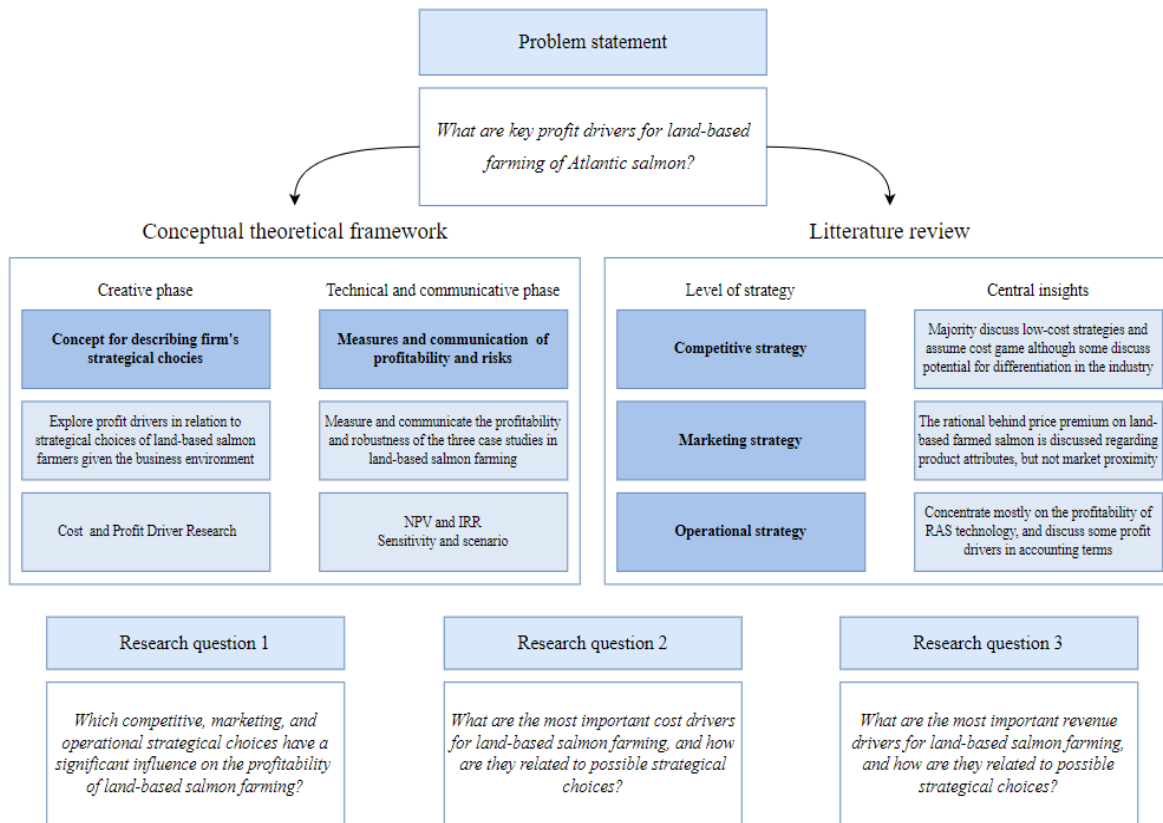 Problem statement
What are key profit drivers for land-based
farming of Atlantic salmon?
Conceptual theoretical framework
Creative phase
Concept for describing firm's
strategical chocies
Explore profit drivers in relation to
strategical choices of land-based salmon
farmers given the business environment
Cost and Profit Driver Research
Technical and communicative phase
Measures and communication of
profitability and risks
Measure and communicate the profitability
and robustness of the three case studies in
land-based salmon farming
NPV and IRR
Sensitivity and scenario
Litterature review
Level of strategy
Central insights
Competitive strategy
Majority discuss low-cost strategies and
assume cost game although some discuss
potential for differentiation in the industry
Marketing strategy
The rational behind price premium on land-
based farmed salmon is discussed regarding
product attributes, but not market proximity
Operational strategy
Concentrate mostly on the profitability of
RAS technology, and discuss some profit
drivers in accounting terms
Research question 1
Which competitive, marketing, and
operational strategical choices have a
significant influence on the profitability
of land-based salmon farming?
Research question 2
What are the most important cost drivers
for land-based salmon farming, and how
are they related to possible strategical
choices?
Research question 3
What are the most important revenue
drivers for land-based salmon farming,
and how are they related to possible
strategical choices?